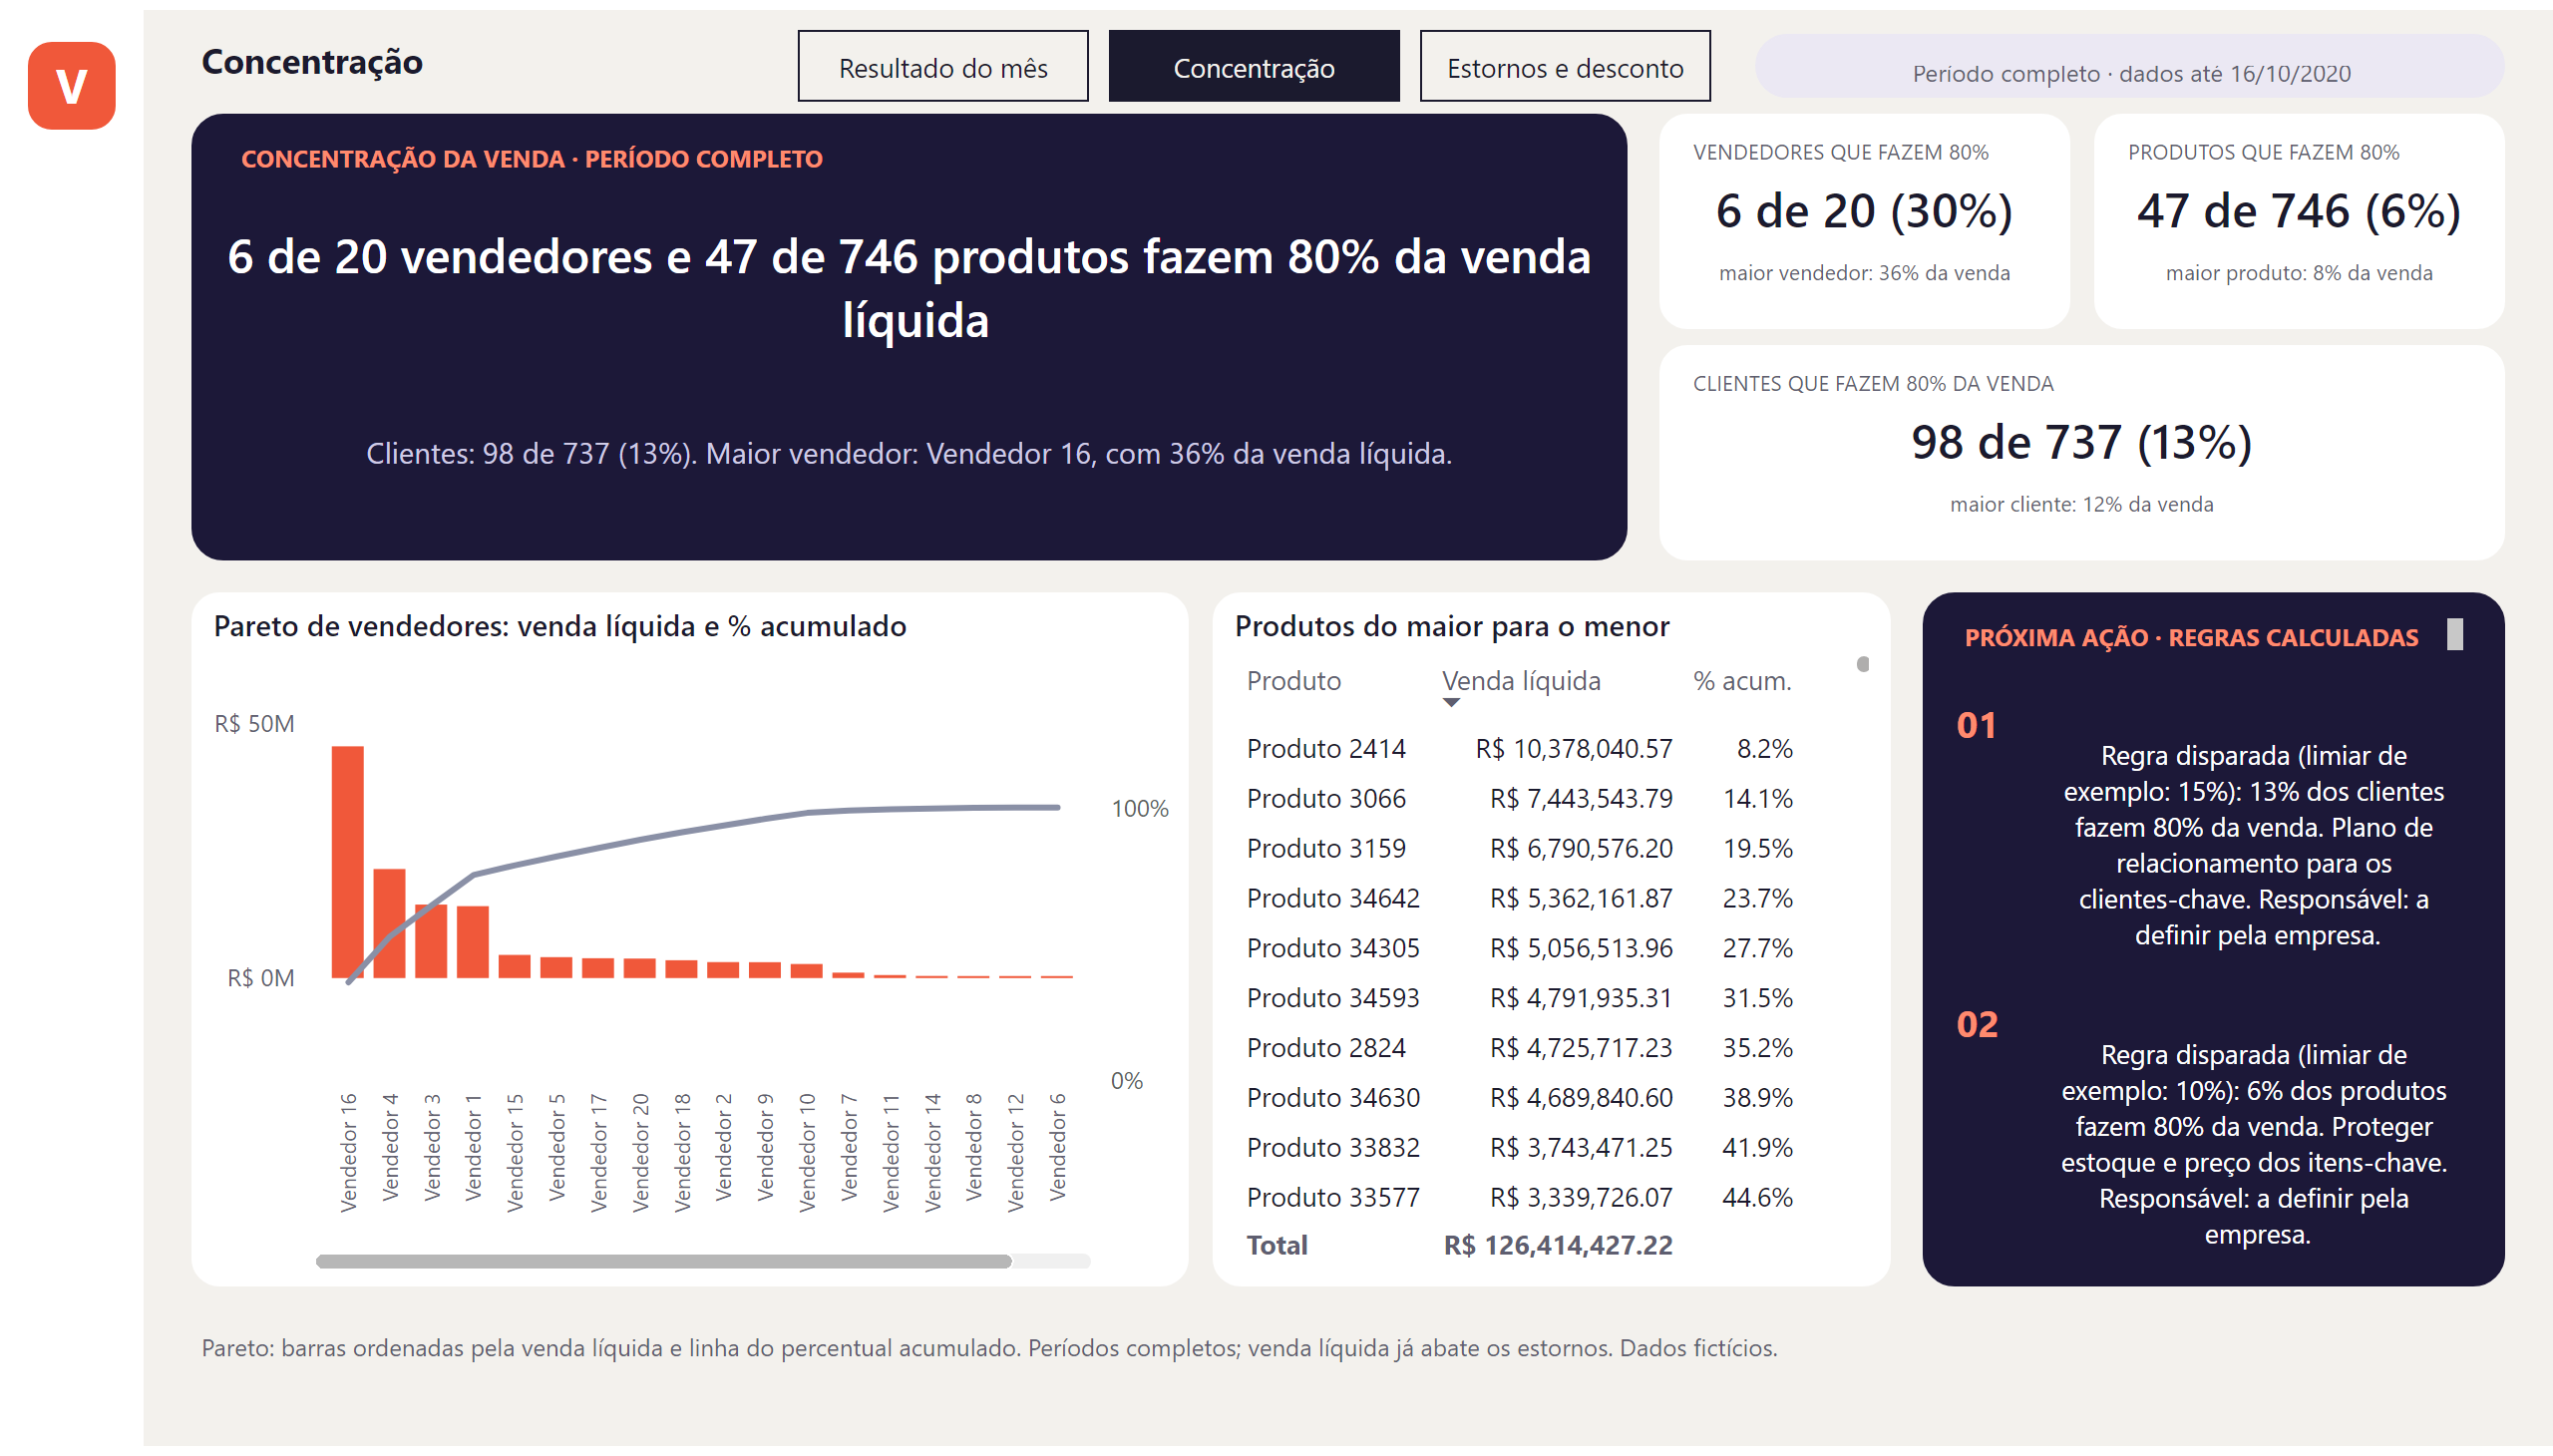 V
Concentração
Resultado do mês
Concentração
Estornos e desconto
Período completo · dados até 16/10/2020
CONCENTRAÇÃO DA VENDA · PERÍODO COMPLETO
6 de 20 vendedores e 47 de 746 produtos fazem 80% da venda
líquida
Clientes: 98 de 737 (13%). Maior vendedor: Vendedor 16, com 36% da venda líquida.
VENDEDORES QUE FAZEM 80%
6 de 20 (30%)
maior vendedor: 36% da venda
PRODUTOS QUE FAZEM 80%
47 de 746 (6%)
maior produto: 8% da venda
CLIENTES QUE FAZEM 80% DA VENDA
98 de 737 (13%)
maior cliente: 12% da venda
Pareto de vendedores: venda líquida e % acumulado
R$ 50M
R$ 0M
100%
0%
Vendedor 16
Vendedor 4
Vendedor 3
Vendedor 1
Vendedor 15
Vendedor 5
Vendedor 17
Vendedor 20
Vendedor 18
Vendedor 2
Vendedor 9
Vendedor 10
Vendedor 7
Vendedor 11
Vendedor 14
Vendedor 8
Vendedor 12
Vendedor 6
Produtos do maior para o menor
Produto Venda líquida % acum.
Produto 2414 R$ 10,378,040.57 8.2%
Produto 3066 R$ 7,443,543.79 14.1%
Produto 3159 R$ 6,790,576.20 19.5%
Produto 34642 R$ 5,362,161.87 23.7%
Produto 34305 R$ 5,056,513.96 27.7%
Produto 34593 R$ 4,791,935.31 31.5%
Produto 2824 R$ 4,725,717.23 35.2%
Produto 34630 R$ 4,689,840.60 38.9%
Produto 33832 R$ 3,743,471.25 41.9%
Produto 33577 R$ 3,339,726.07 44.6%
Total R$ 126,414,427.22
PRÓXIMA AÇÃO · REGRAS CALCULADAS
01
Regra disparada (limiar de
exemplo: 15%): 13% dos clientes
fazem 80% da venda. Plano de
relacionamento para os
clientes-chave. Responsável: a
definir pela empresa.
02
Regra disparada (limiar de
exemplo: 10%): 6% dos produtos
fazem 80% da venda. Proteger
estoque e preço dos itens-chave.
Responsável: a definir pela
empresa.
Pareto: barras ordenadas pela venda líquida e linha do percentual acumulado. Períodos completos; venda líquida já abate os estornos. Dados fictícios.